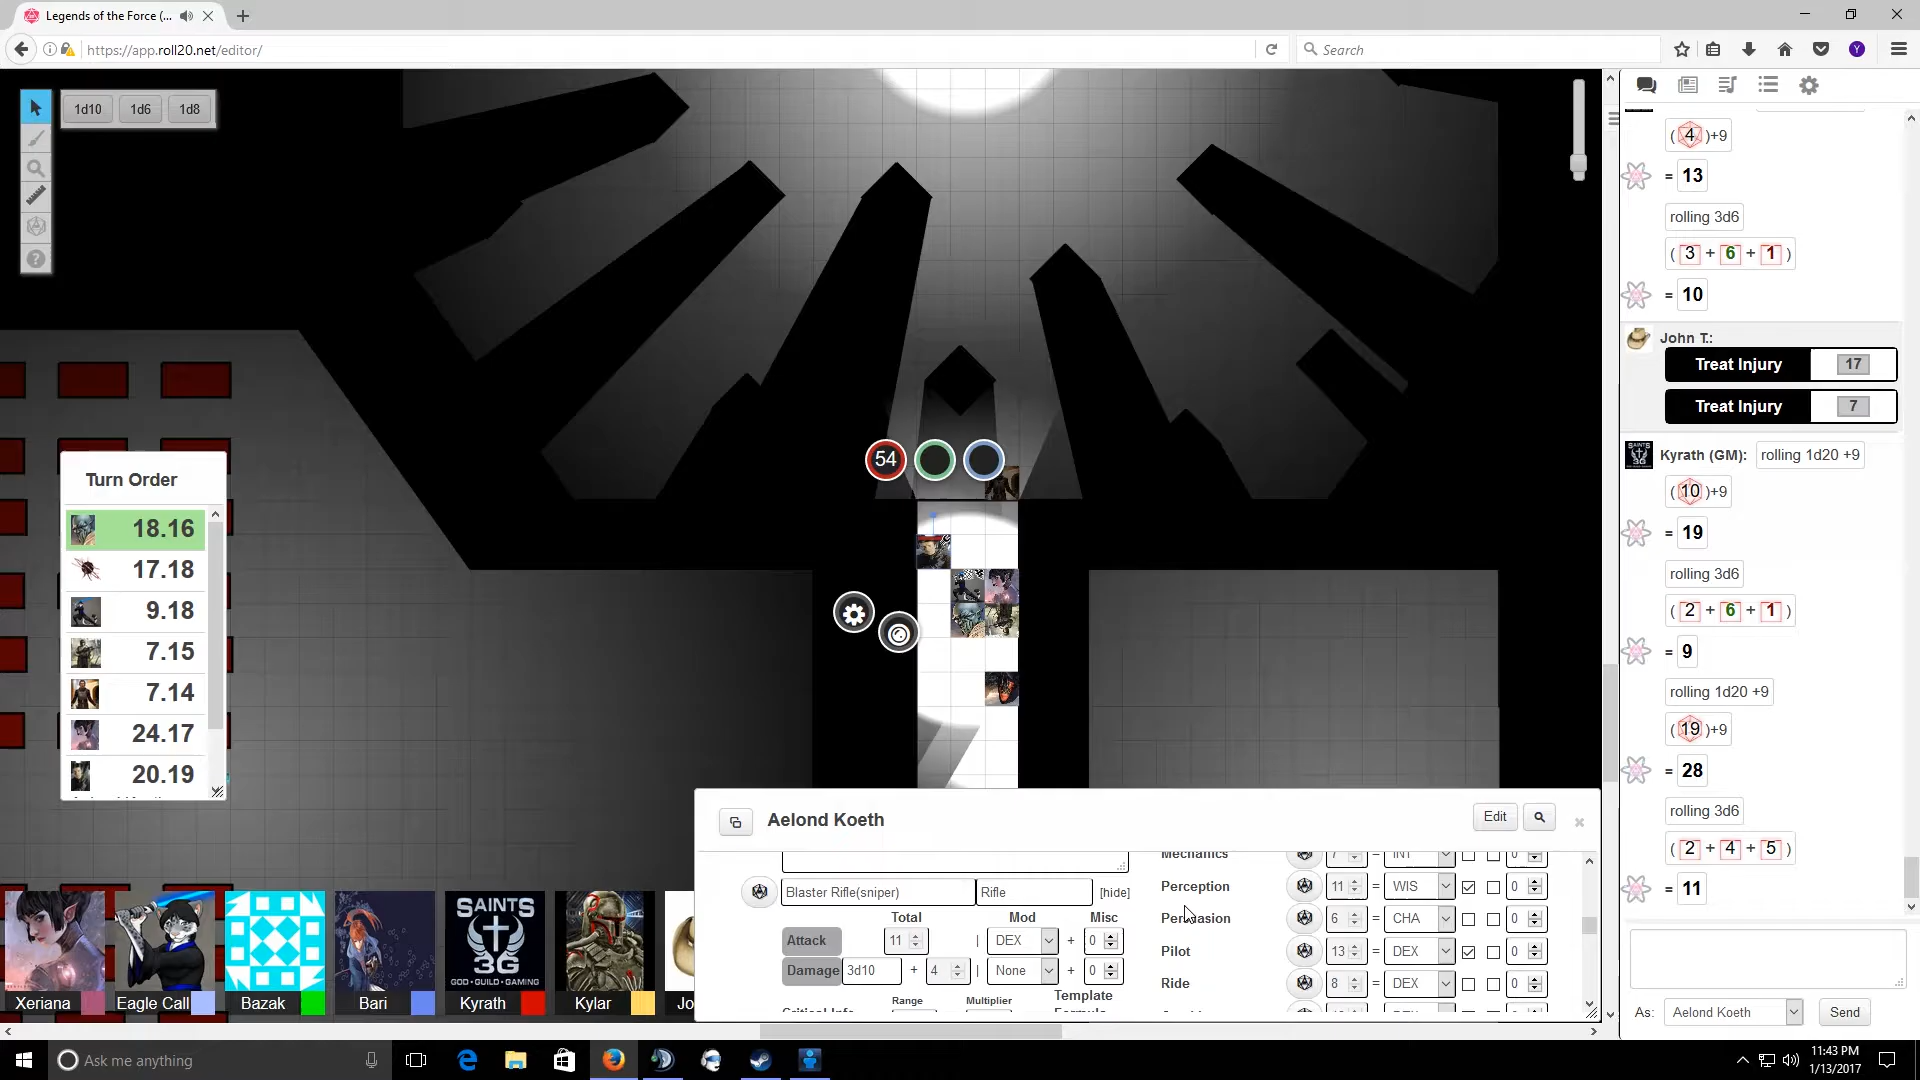 Legends of the Force (...
https://app.roll20.net/editor/
Search
Y
1d10 1d6 1d8
54
Turn Order
18.16
17.18
9.18
7.15
7.14
24.17
20.19
Xeriana
Eagle Call
Bazak
Bari
SAINTS
3G
GOD · GUILD · GAMING
Kyrath
Kylar
Jo
Aelond Koeth
Edit
Blaster Rifle(sniper) Rifle [hide]
Total Mod Misc
Attack 11 | DEX + 0
Damage 3d10 + 4 | None + 0
Range Multiplier Template
Mechanics 7 = INT 0
Perception 11 = WIS 0
Persuasion 6 = CHA 0
Pilot 13 = DEX 0
Ride 8 = DEX 0
(4)+9
= 13
rolling 3d6
(3+6+1)
= 10
John T.:
Treat Injury 17
Treat Injury 7
Kyrath (GM): rolling 1d20 +9
(10)+9
= 19
rolling 3d6
(2+6+1)
= 9
rolling 1d20 +9
(19)+9
= 28
rolling 3d6
(2+4+5)
= 11
As: Aelond Koeth Send
Ask me anything
11:43 PM
1/13/2017